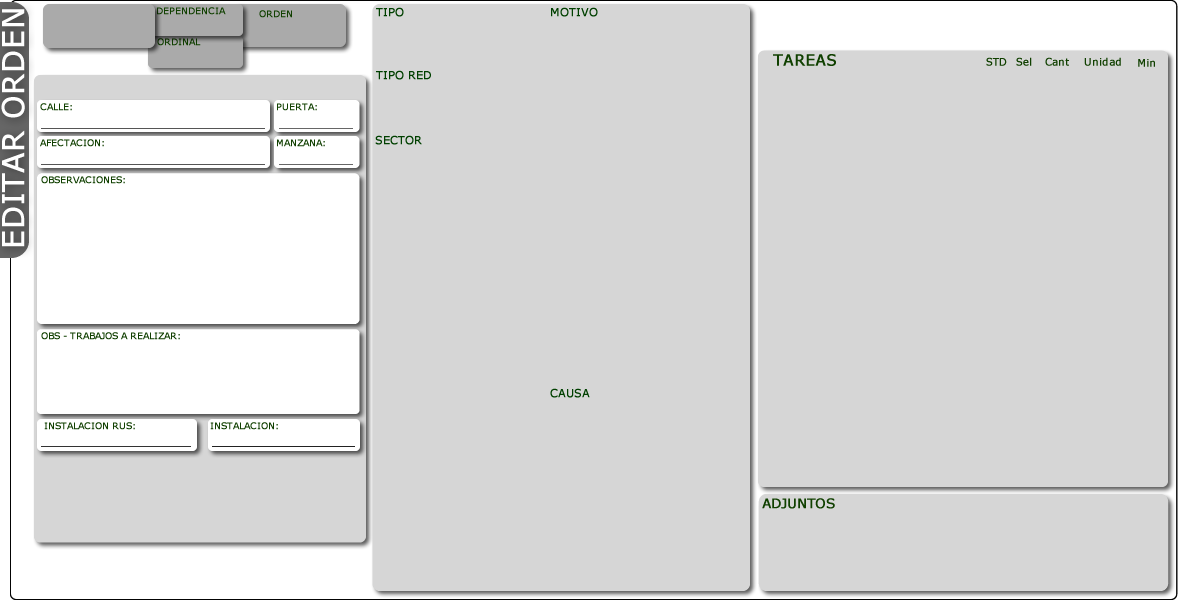 EDITAR ORDEN
DEPENDENCIA
ORDEN
ORDINAL
CALLE:
PUERTA:
AFECTACION:
MANZANA:
OBSERVACIONES:
OBS - TRABAJOS A REALIZAR:
INSTALACION RUS:
INSTALACION:
TIPO
MOTIVO
TIPO RED
SECTOR
CAUSA
TAREAS
STD Sel Cant Unidad Min
ADJUNTOS